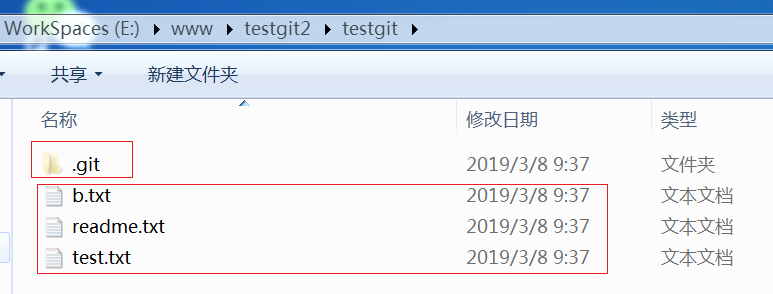 WorkSpaces (E:) ▸ www ▸ testgit2 ▸ testgit ▸
共享 新建文件夹
名称 修改日期 类型
.git 2019/3/8 9:37 文件夹
b.txt 2019/3/8 9:37 文本文档
readme.txt 2019/3/8 9:37 文本文档
test.txt 2019/3/8 9:37 文本文档